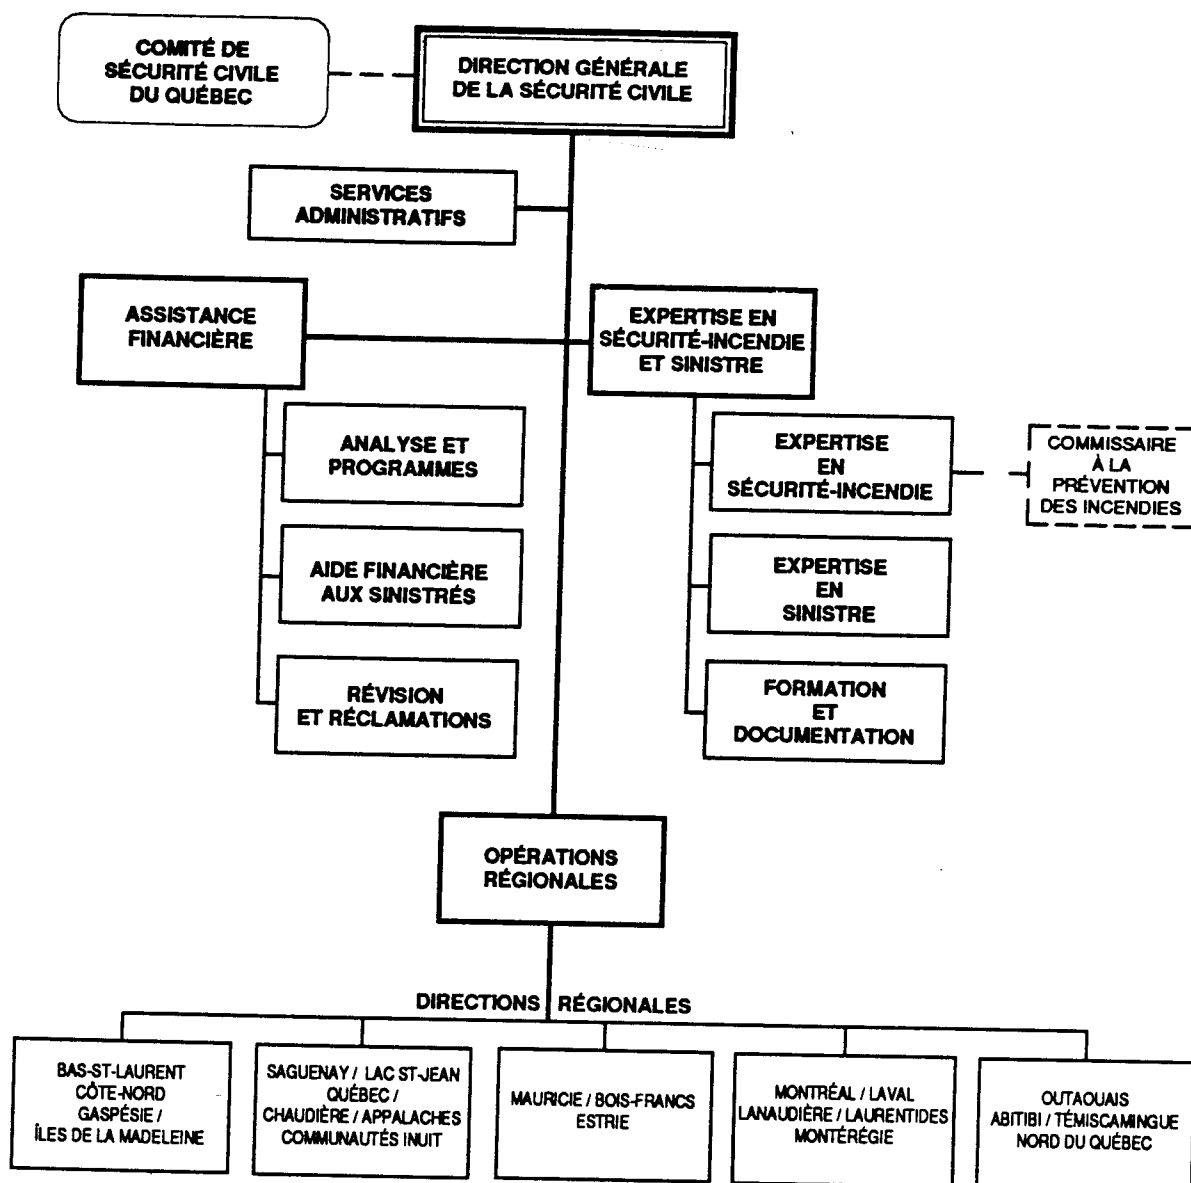 COMITÉ DE
SÉCURITÉ CIVILE
DU QUÉBEC
DIRECTION GÉNÉRALE
DE LA SÉCURITÉ CIVILE
SERVICES
ADMINISTRATIFS
ASSISTANCE
FINANCIÈRE
EXPERTISE EN
SÉCURITÉ-INCENDIE
ET SINISTRE
ANALYSE ET
PROGRAMMES
AIDE FINANCIÈRE
AUX SINISTRÉS
RÉVISION
ET RÉCLAMATIONS
EXPERTISE
EN
SÉCURITÉ-INCENDIE
COMMISSAIRE
À LA
PRÉVENTION
DES INCENDIES
EXPERTISE
EN
SINISTRE
FORMATION
ET
DOCUMENTATION
OPÉRATIONS
RÉGIONALES
DIRECTIONS RÉGIONALES
BAS-ST-LAURENT
CÔTE-NORD
GASPÉSIE /
ÎLES DE LA MADELEINE
SAGUENAY / LAC ST-JEAN
QUÉBEC /
CHAUDIÈRE / APPALACHES
COMMUNAUTÉS INUIT
MAURICIE / BOIS-FRANCS
ESTRIE
MONTRÉAL / LAVAL
LANAUDIÈRE / LAURENTIDES
MONTÉRÉGIE
OUTAOUAIS
ABITIBI / TÉMISCAMINGUE
NORD DU QUÉBEC